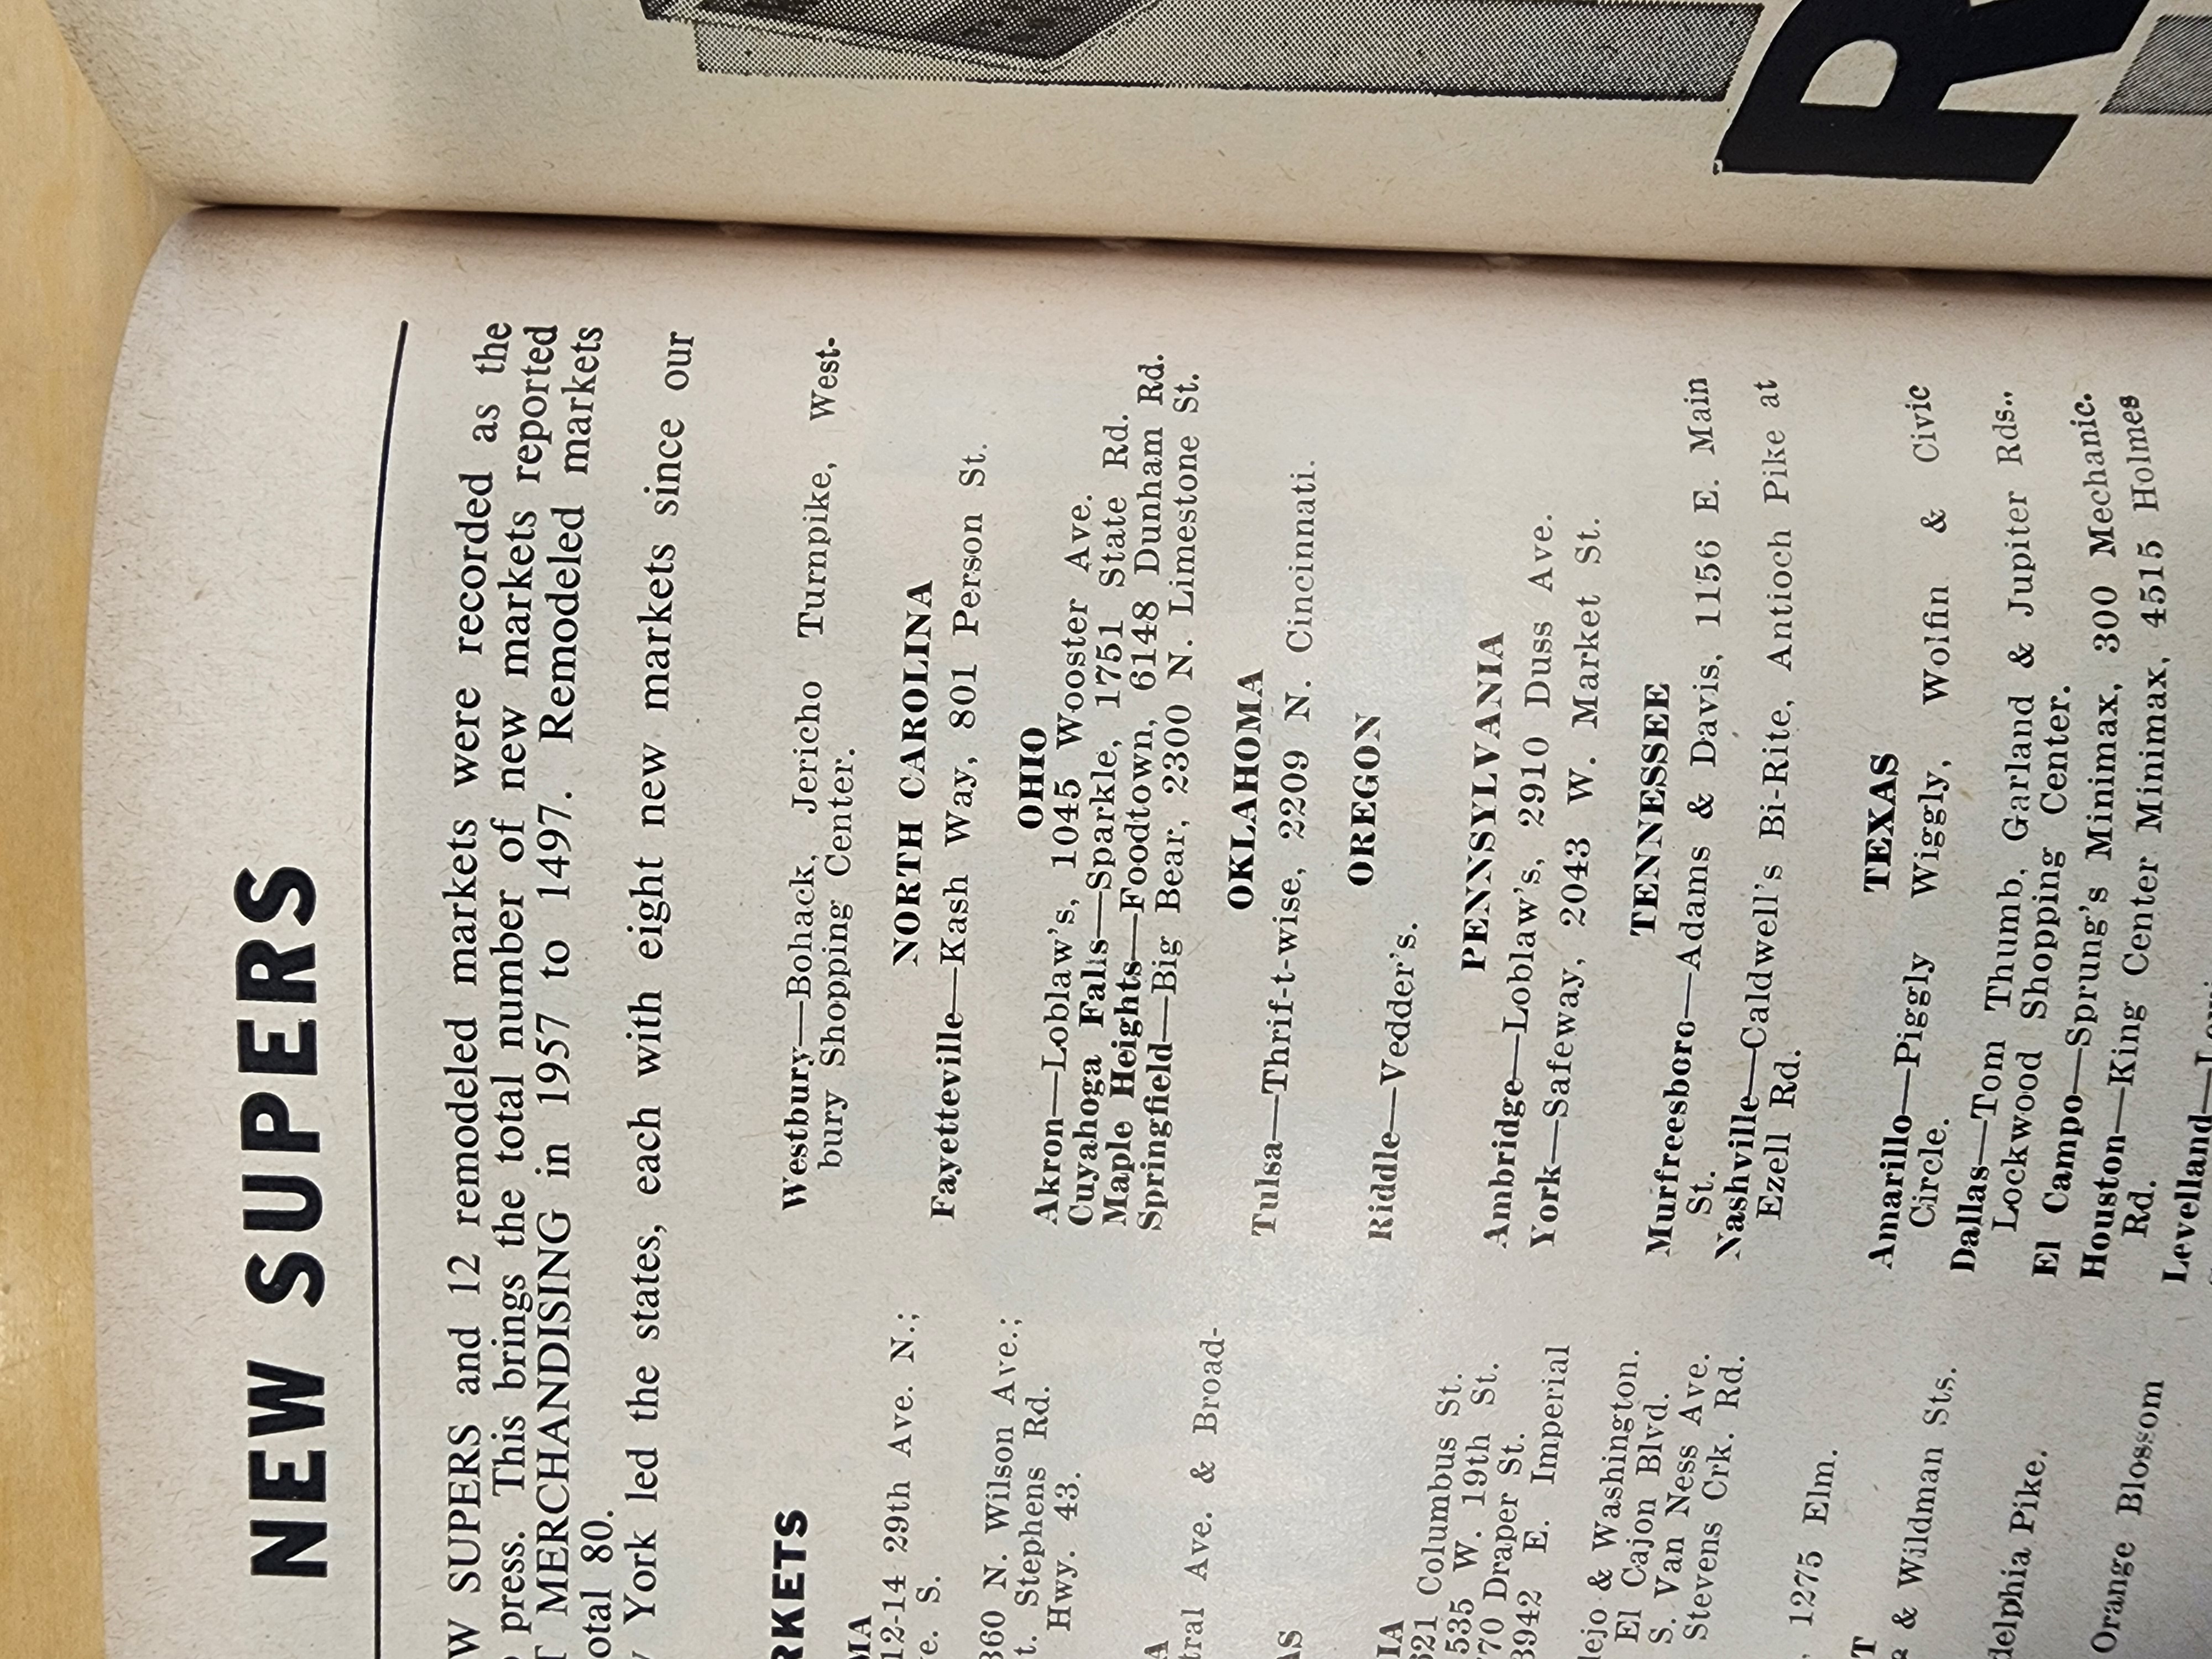 NEW SUPERS
W SUPERS and 12 remodeled markets were recorded as the
press. This brings the total number of new markets reported
MERCHANDISING in 1957 to 1497. Remodeled markets
otal 80.
York led the states, each with eight new markets since our
RKETS
MA
12-14 29th Ave. N.;
ve. S.
360 N. Wilson Ave.;
t. Stephens Rd.
Hwy. 43.
A
tral Ave. & Broad-
AS
IA
621 Columbus St.
535 W. 19th St.
770 Draper St.
3942 E. Imperial
lejo & Washington.
El Cajon Blvd.
S. Van Ness Ave.
Stevens Crk. Rd.
, 1275 Elm.
T
& Wildman Sts.
delphia Pike.
Orange Blossom
Westbury—Bohack, Jericho Turnpike, West-
bury Shopping Center.
NORTH CAROLINA
Fayetteville—Kash Way, 801 Person St.
OHIO
Akron—Loblaw's, 1045 Wooster Ave.
Cuyahoga Falls—Sparkle, 1751 State Rd.
Maple Heights—Foodtown, 6148 Dunham Rd.
Springfield—Big Bear, 2300 N. Limestone St.
OKLAHOMA
Tulsa—Thrif-t-wise, 2209 N. Cincinnati.
OREGON
Riddle—Vedder's.
PENNSYLVANIA
Ambridge—Loblaw's, 2910 Duss Ave.
York—Safeway, 2043 W. Market St.
TENNESSEE
Murfreesboro—Adams & Davis, 1156 E. Main
St.
Nashville—Caldwell's Bi-Rite, Antioch Pike at
Ezell Rd.
TEXAS
Amarillo—Piggly Wiggly, Wolfin & Civic
Circle.
Dallas—Tom Thumb, Garland & Jupiter Rds.,
Lockwood Shopping Center.
El Campo—Sprung's Minimax, 300 Mechanic.
Houston—King Center Minimax, 4515 Holmes
Rd.
Levelland—
R